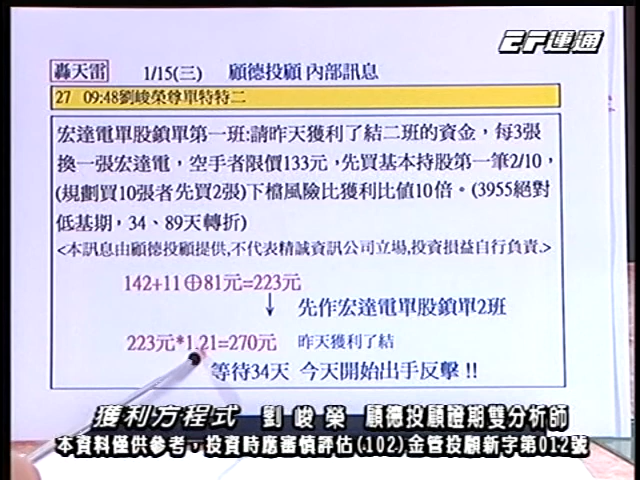 EF運通
轟天雷 1/15(三) 顧德投顧 內部訊息
27 09:48劉峻榮尊單特特二
宏達電單股鎖單第一班:請昨天獲利了結二班的資金，每3張
換一張宏達電，空手者限價133元，先買基本持股第一筆2/10，
(規劃買10張者先買2張)下檔風險比獲利比值10倍。(3955絕對
低基期，34、89天轉折)
<本訊息由顧德投顧提供,不代表精誠資訊公司立場,投資損益自行負責.>
142+11⊕81元=223元
↓ 先作宏達電單股鎖單2班
223元*1.21=270元 昨天獲利了結
等待34天 今天開始出手反擊 !!
獲利方程式 劉峻榮 顧德投顧證期雙分析師
本資料僅供參考，投資時應審慎評估(102)金管投顧新字第012號